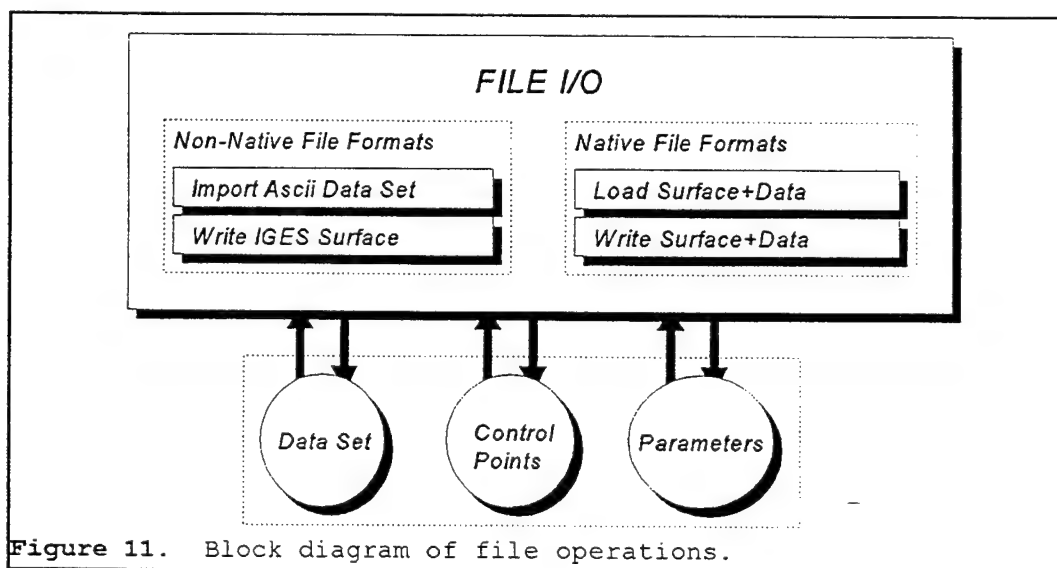 FILE I/O
Non-Native File Formats
Import Ascii Data Set
Write IGES Surface
Native File Formats
Load Surface+Data
Write Surface+Data
Data Set
Control
Points
Parameters
Figure 11. Block diagram of file operations.